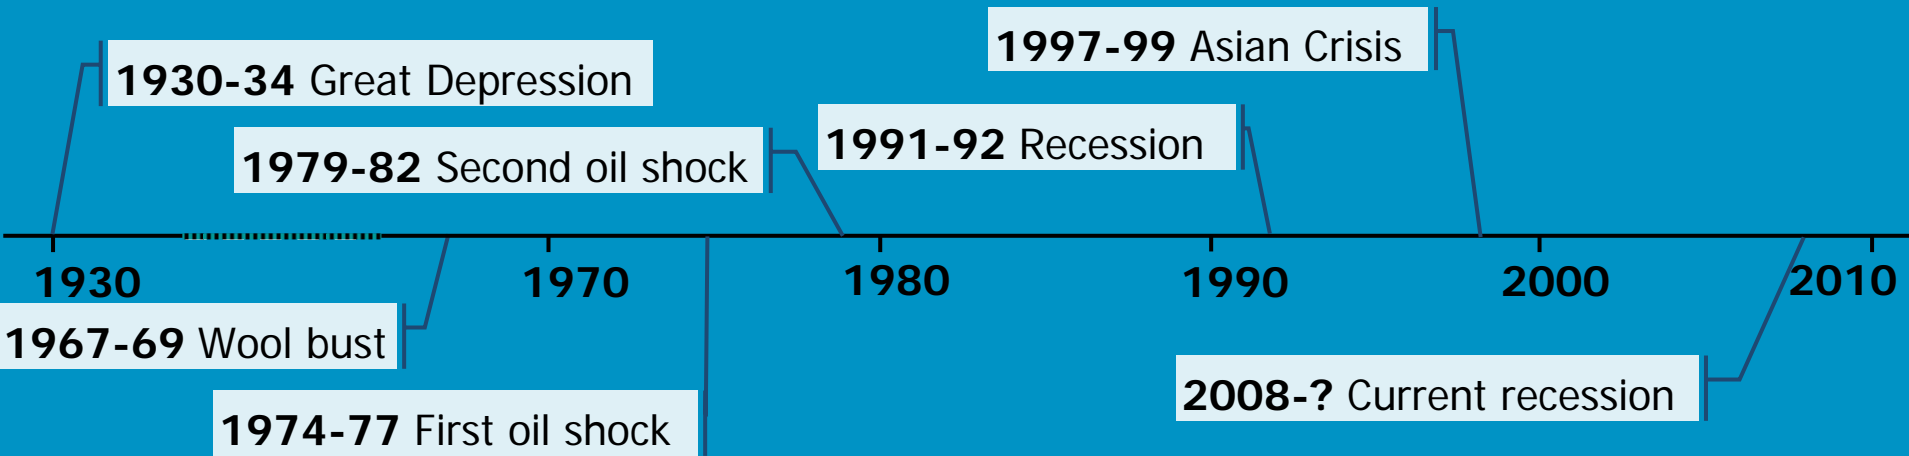 1997-99 Asian Crisis
1930-34 Great Depression
1991-92 Recession
1979-82 Second oil shock
1930
1970
1980
1990
2000
2010
1967-69 Wool bust
2008-? Current recession
1974-77 First oil shock